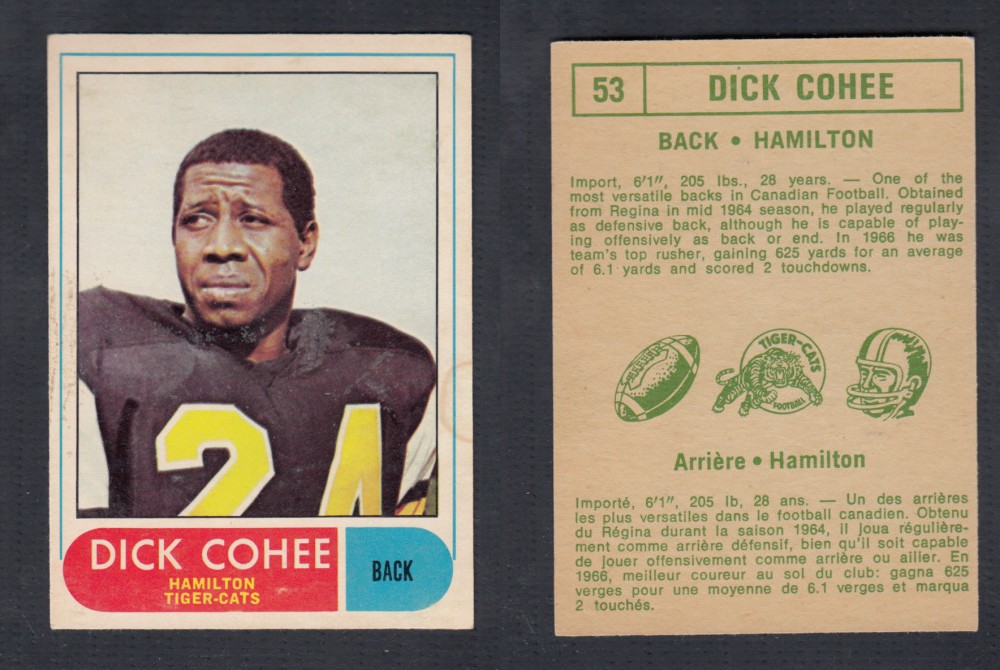 24
DICK COHEE
HAMILTON
TIGER-CATS
BACK
53
DICK COHEE
BACK • HAMILTON
Import, 6'1", 205 lbs., 28 years. — One of the
most versatile backs in Canadian Football. Obtained
from Regina in mid 1964 season, he played regularly
as defensive back, although he is capable of play-
ing offensively as back or end. In 1966 he was
team's top rusher, gaining 625 yards for an average
of 6.1 yards and scored 2 touchdowns.
TIGER-CATS
FOOTBALL
Arrière • Hamilton
Importé, 6'1", 205 lb, 28 ans. — Un des arrières
les plus versatiles dans le football canadien. Obtenu
du Régina durant la saison 1964, il joua régulière-
ment comme arrière défensif, bien qu'il soit capable
de jouer offensivement comme arrière ou ailier. En
1966, meilleur coureur au sol du club: gagna 625
verges pour une moyenne de 6.1 verges et marqua
2 touchés.